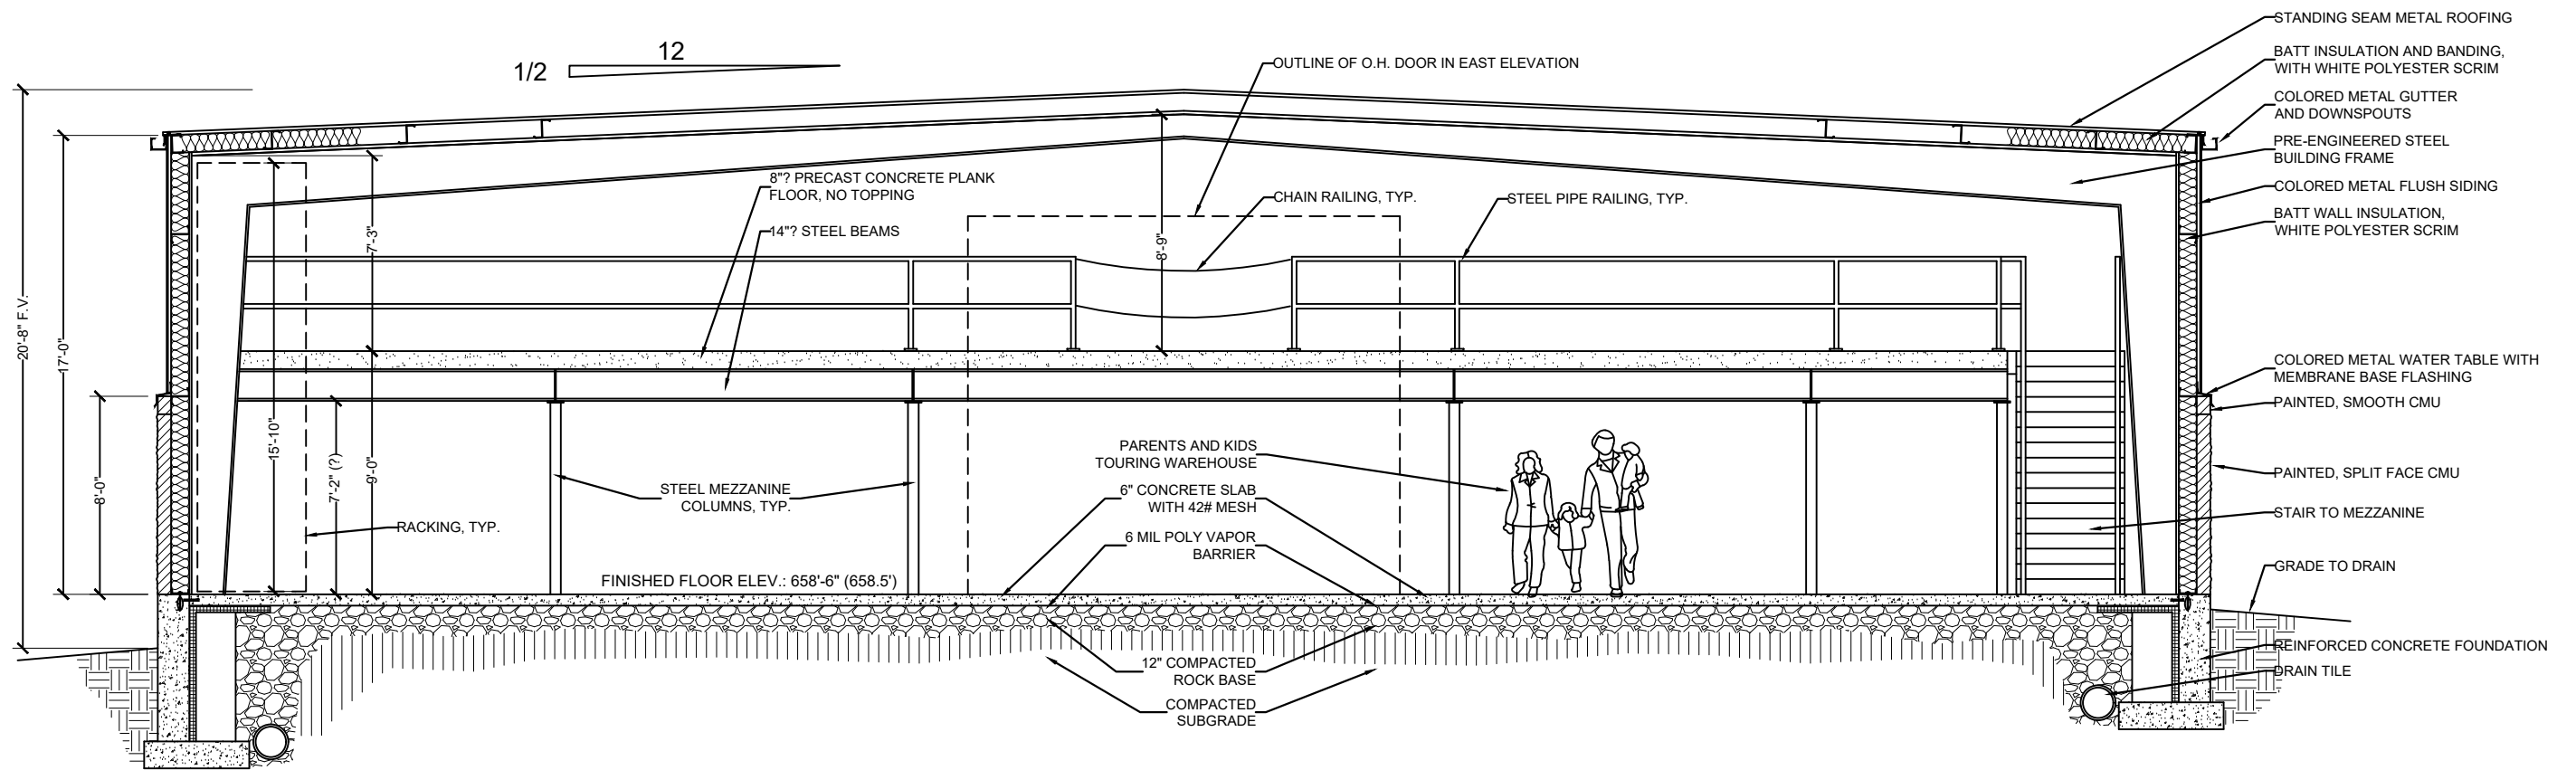 STANDING SEAM METAL ROOFING
12
1/2
OUTLINE OF O.H. DOOR IN EAST ELEVATION
BATT INSULATION AND BANDING,
WITH WHITE POLYESTER SCRIM
COLORED METAL GUTTER
AND DOWNSPOUTS
PRE-ENGINEERED STEEL
BUILDING FRAME
8"? PRECAST CONCRETE PLANK
FLOOR, NO TOPPING
CHAIN RAILING, TYP.
STEEL PIPE RAILING, TYP.
COLORED METAL FLUSH SIDING
14"? STEEL BEAMS
BATT WALL INSULATION,
WHITE POLYESTER SCRIM
7'-3"
8'-9"
20'-8" F.V.
17'-0"
COLORED METAL WATER TABLE WITH
MEMBRANE BASE FLASHING
PAINTED, SMOOTH CMU
15'-10"
7'-2" (?)
9'-0"
8'-0"
PARENTS AND KIDS
TOURING WAREHOUSE
PAINTED, SPLIT FACE CMU
STEEL MEZZANINE
COLUMNS, TYP.
6" CONCRETE SLAB
WITH 42# MESH
STAIR TO MEZZANINE
RACKING, TYP.
6 MIL POLY VAPOR
BARRIER
GRADE TO DRAIN
FINISHED FLOOR ELEV.: 658'-6" (658.5')
REINFORCED CONCRETE FOUNDATION
12" COMPACTED
ROCK BASE
DRAIN TILE
COMPACTED
SUBGRADE